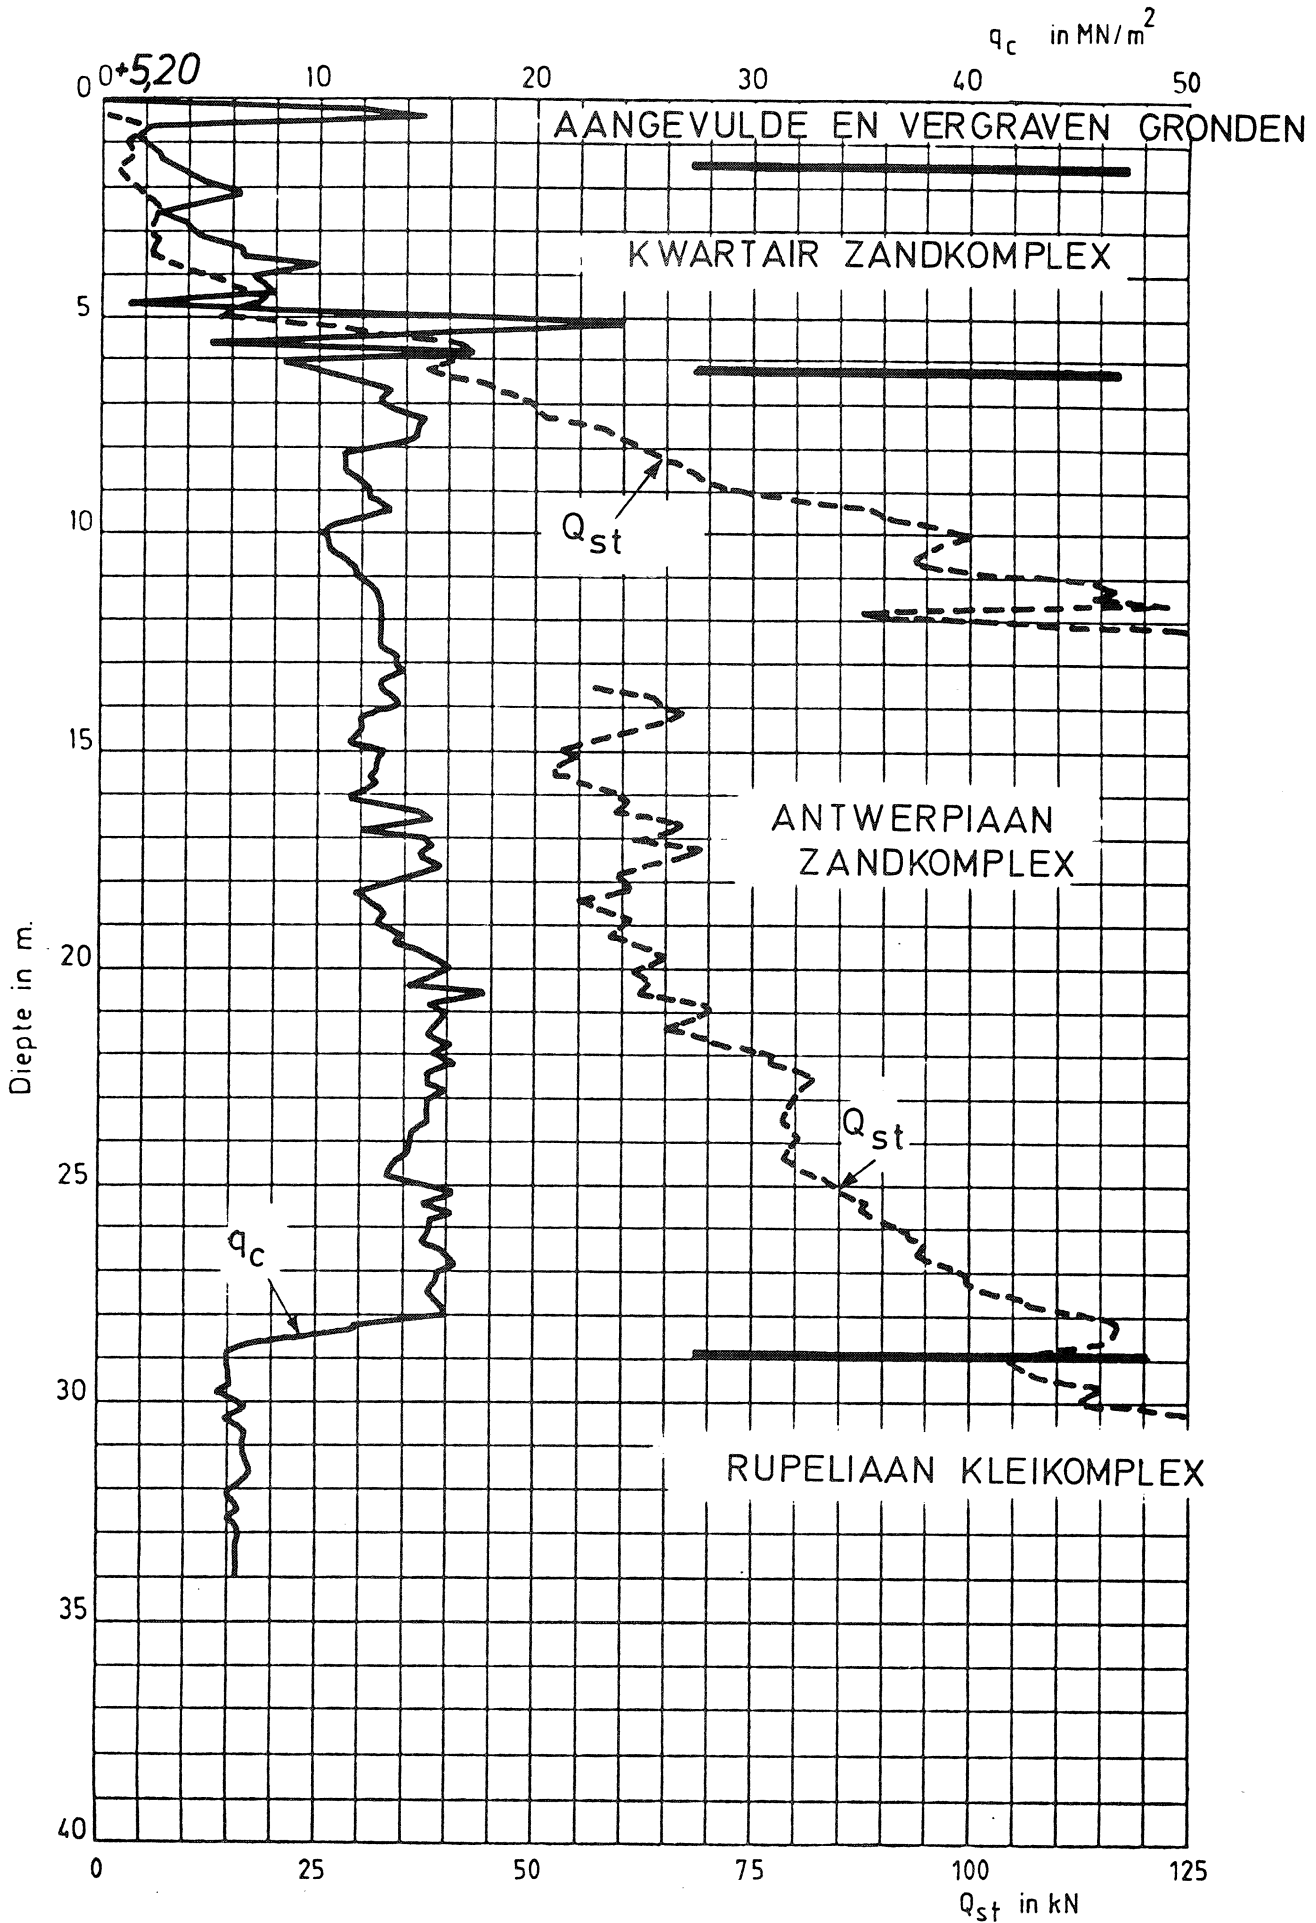 q_c in MN/m²
0 +5,20 10 20 30 40 50
0
AANGEVULDE EN VERGRAVEN GRONDEN
KWARTAIR ZANDKOMPLEX
5
10
Q_st
15
ANTWERPIAAN
ZANDKOMPLEX
Diepte in m.
20
Q_st
25
q_c
30
RUPELIAAN KLEIKOMPLEX
35
40
0 25 50 75 100 125
Q_st in kN